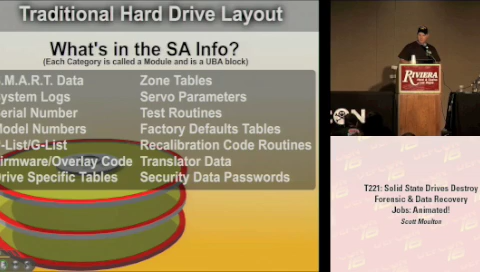 Traditional Hard Drive Layout
What's in the SA Info?
(Each Category is called a Module and is a UBA block)
.M.A.R.T. Data
ystem Logs
erial Number
Model Numbers
-List/G-List
irmware/Overlay Code
rive Specific Tables
Zone Tables
Servo Parameters
Test Routines
Factory Defaults Tables
Recalibration Code Routines
Translator Data
Security Data Passwords
RIVIERA
CON
T221: Solid State Drives Destroy
Forensic & Data Recovery
Jobs: Animated!
Scott Moulton